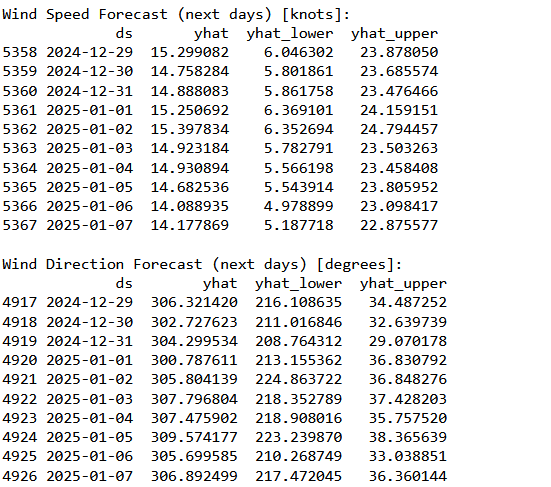 Wind Speed Forecast (next days) [knots]:
ds yhat yhat_lower yhat_upper
5358 2024-12-29 15.299082 6.046302 23.878050
5359 2024-12-30 14.758284 5.801861 23.685574
5360 2024-12-31 14.888083 5.861758 23.476466
5361 2025-01-01 15.250692 6.369101 24.159151
5362 2025-01-02 15.397834 6.352694 24.794457
5363 2025-01-03 14.923184 5.782791 23.503263
5364 2025-01-04 14.930894 5.566198 23.458408
5365 2025-01-05 14.682536 5.543914 23.805952
5366 2025-01-06 14.088935 4.978899 23.098417
5367 2025-01-07 14.177869 5.187718 22.875577
Wind Direction Forecast (next days) [degrees]:
ds yhat yhat_lower yhat_upper
4917 2024-12-29 306.321420 216.108635 34.487252
4918 2024-12-30 302.727623 211.016846 32.639739
4919 2024-12-31 304.299534 208.764312 29.070178
4920 2025-01-01 300.787611 213.155362 36.830792
4921 2025-01-02 305.804139 224.863722 36.848276
4922 2025-01-03 307.796804 218.352789 37.428203
4923 2025-01-04 307.475902 218.908016 35.757520
4924 2025-01-05 309.574177 223.239870 38.365639
4925 2025-01-06 305.699585 210.268749 33.038851
4926 2025-01-07 306.892499 217.472045 36.360144